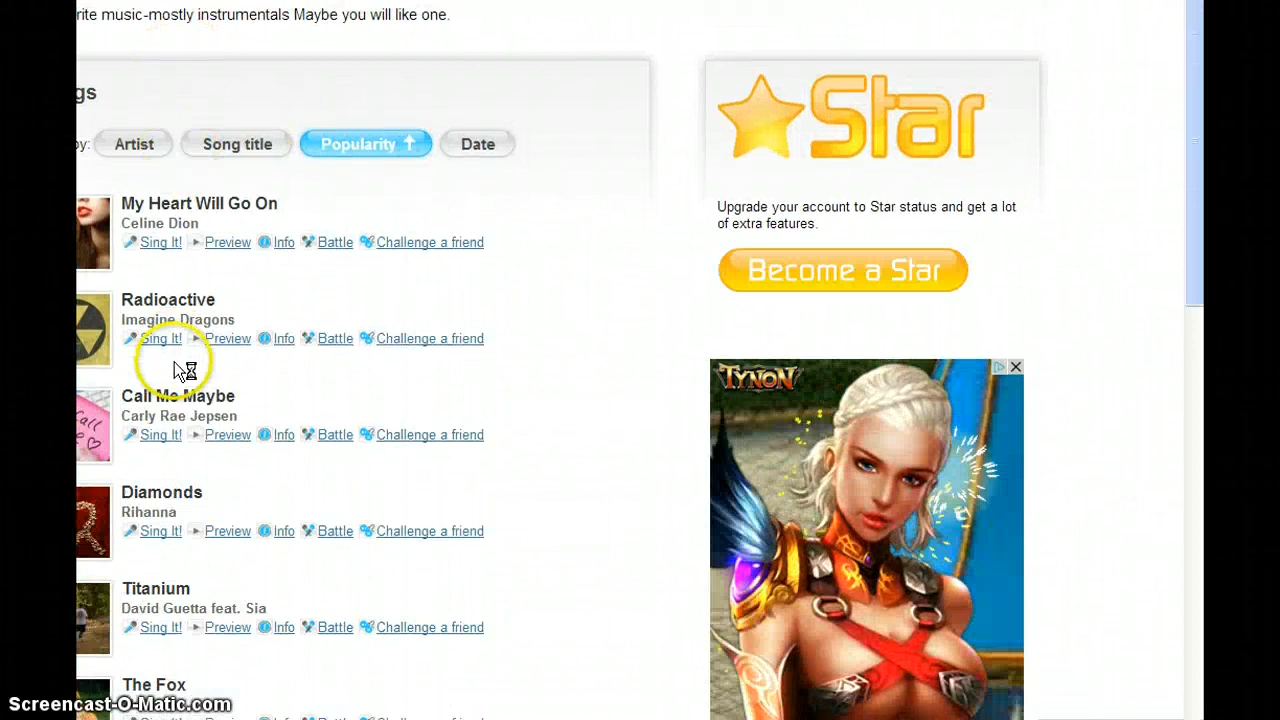 rite music-mostly instrumentals Maybe you will like one.
gs
by: Artist Song title Popularity Date
My Heart Will Go On
Celine Dion
Sing It! Preview Info Battle Challenge a friend
Radioactive
Imagine Dragons
Sing It! Preview Info Battle Challenge a friend
Call Me Maybe
Carly Rae Jepsen
Sing It! Preview Info Battle Challenge a friend
Diamonds
Rihanna
Sing It! Preview Info Battle Challenge a friend
Titanium
David Guetta feat. Sia
Sing It! Preview Info Battle Challenge a friend
The Fox
Star
Upgrade your account to Star status and get a lot
of extra features.
Become a Star
TYNON
Screencast-O-Matic.com